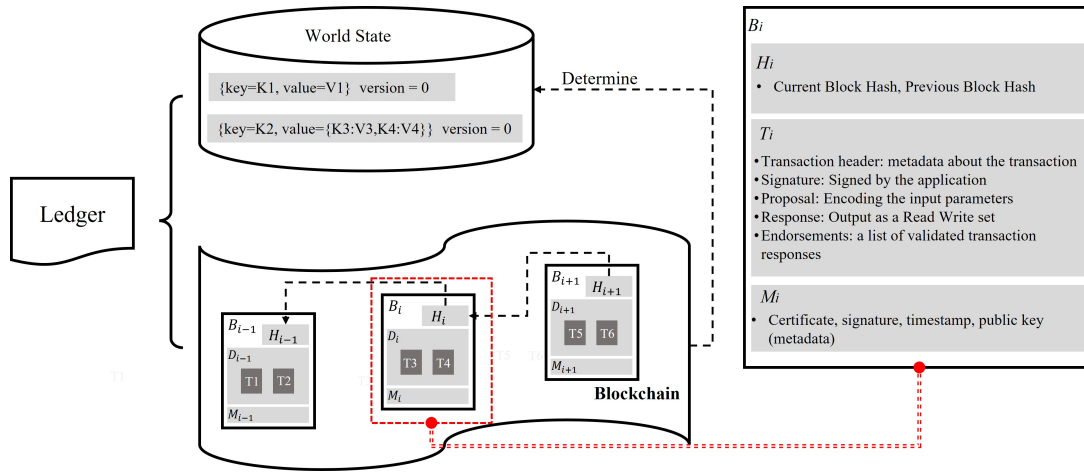 World State
{key=K1, value=V1} version = 0
{key=K2, value={K3:V3,K4:V4}} version = 0
Determine
Ledger
B_{i-1}
H_{i-1}
D_{i-1}
T1 T2
M_{i-1}
B_i
H_i
D_i
T3 T4
M_i
B_{i+1}
H_{i+1}
D_{i+1}
T5 T6
M_{i+1}
Blockchain
T1
T5 T6
B_i
H_i
• Current Block Hash, Previous Block Hash
T_i
• Transaction header: metadata about the transaction
• Signature: Signed by the application
• Proposal: Encoding the input parameters
• Response: Output as a Read Write set
• Endorsements: a list of validated transaction
responses
M_i
• Certificate, signature, timestamp, public key
(metadata)